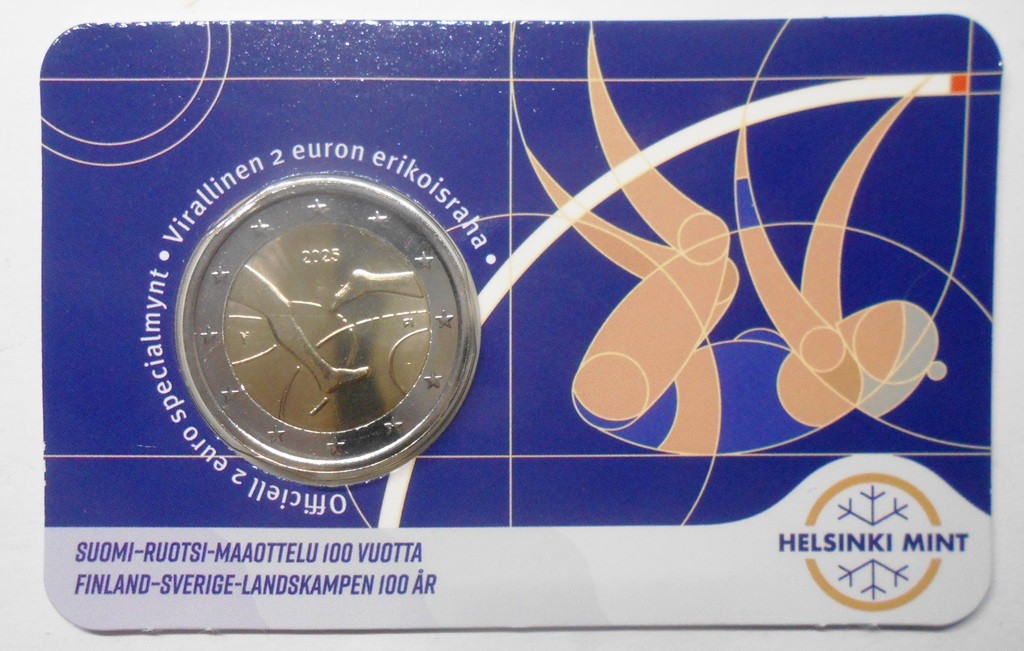 Officiell 2 euro specialmynt • Virallinen 2 euron erikoisraha •
2025
FI
SUOMI-RUOTSI-MAAOTTELU 100 VUOTTA
FINLAND-SVERIGE-LANDSKAMPEN 100 ÅR
HELSINKI MINT